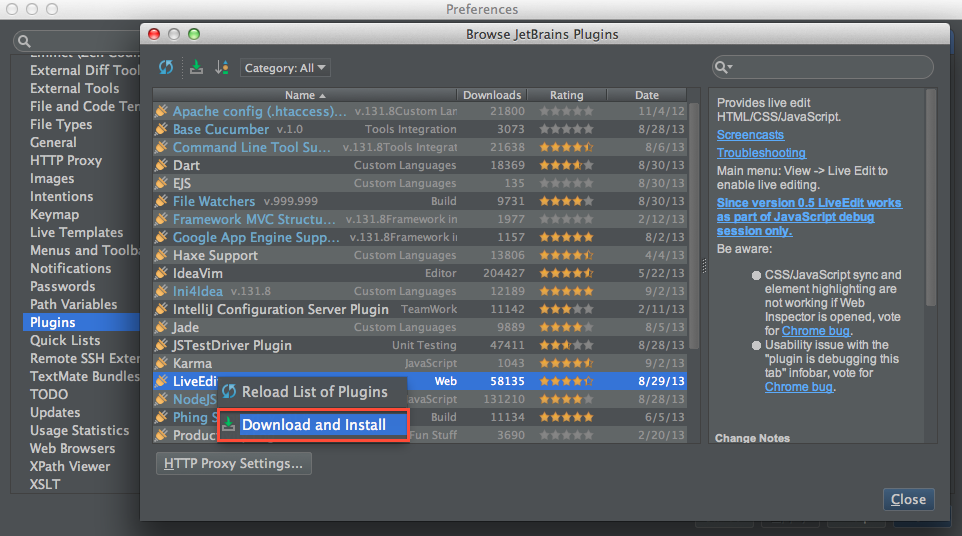 Preferences
Browse JetBrains Plugins
External Diff Tool
External Tools
File and Code Tem
File Types
General
HTTP Proxy
Images
Intentions
Keymap
Live Templates
Menus and Toolba
Notifications
Passwords
Path Variables
Plugins
Quick Lists
Remote SSH Exter
TextMate Bundles
TODO
Updates
Usage Statistics
Web Browsers
XPath Viewer
XSLT
Category: All
Name Downloads Rating Date
Apache config (.htaccess)... v.131.8Custom Lan 21800 11/4/12
Base Cucumber v.1.0 Tools Integration 3073 8/28/13
Command Line Tool Su... v.131.8Tools Integrat 21638 8/6/13
Dart Custom Languages 18369 8/30/13
EJS Custom Languages 135 8/30/13
File Watchers v.999.999 Build 9731 8/30/13
Framework MVC Structu... v.131.8Framework in 1977 2/12/13
Google App Engine Supp... v.131.8Framework in 1157 8/2/13
Haxe Support Custom Languages 13806 4/4/13
IdeaVim Editor 204427 5/22/13
Ini4Idea v.131.8 Custom Languages 12189 9/2/13
IntelliJ Configuration Server Plugin TeamWork 11142 2/11/13
Jade Custom Languages 9889 8/5/13
JSTestDriver Plugin Unit Testing 47411 8/28/13
Karma JavaScript 1043 9/2/13
LiveEdi Web 58135 8/29/13
NodeJS avaScript 131210 8/28/13
Phing S Build 11134 6/5/13
Produc Fun Stuff 3690 2/20/13
Reload List of Plugins
Download and Install
HTTP Proxy Settings...
Provides live edit
HTML/CSS/JavaScript.
Screencasts
Troubleshooting
Main menu: View -> Live Edit to
enable live editing.
Since version 0.5 LiveEdit works
as part of JavaScript debug
session only.
Be aware:
CSS/JavaScript sync and
element highlighting are
not working if Web
Inspector is opened, vote
for Chrome bug.
Usability issue with the
"plugin is debugging this
tab" infobar, vote for
Chrome bug.
Change Notes
Close